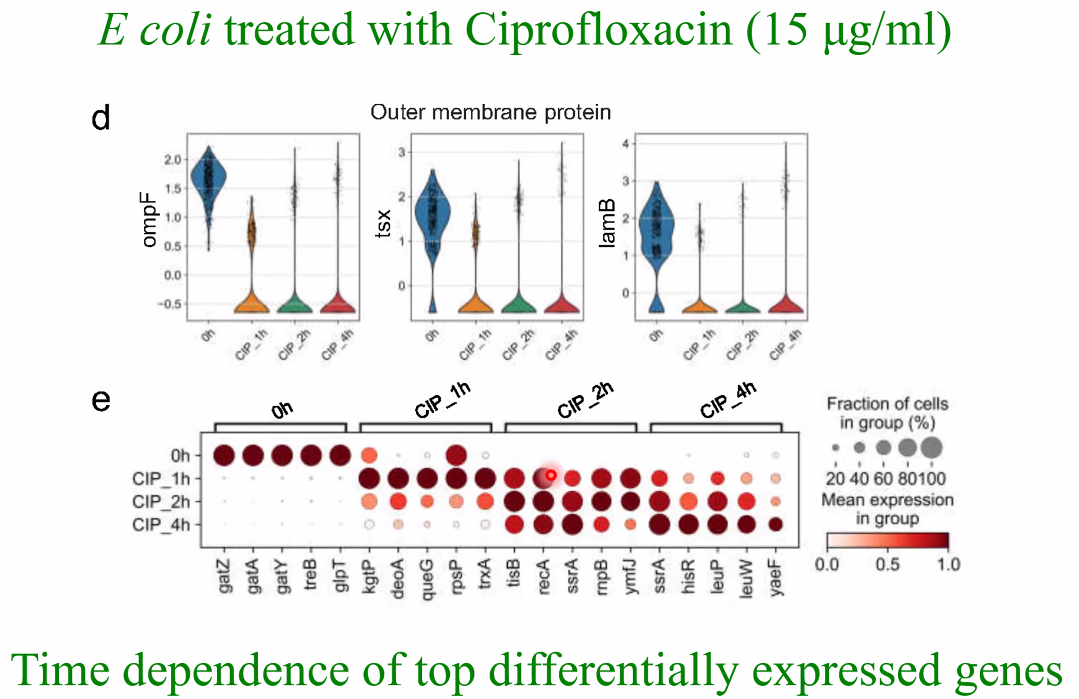 E coli treated with Ciprofloxacin (15 μg/ml)
d
Outer membrane protein
ompF
2.0
1.5
1.0
0.5
0.0
−0.5
0h
CIP_1h
CIP_2h
CIP_4h
tsx
3
2
1
0
0h
CIP_1h
CIP_2h
CIP_4h
lamB
4
3
2
1
0
0h
CIP_1h
CIP_2h
CIP_4h
e
0h CIP_1h CIP_2h CIP_4h
0h
CIP_1h
CIP_2h
CIP_4h
gatZ gatA gatY treB glpT kgtP deoA queG rpsP trxA tisB recA ssrA rnpB ymfJ ssrA hisR leuP leuW yaeF
Fraction of cells
in group (%)
20 40 60 80 100
Mean expression
in group
0.0 0.5 1.0
Time dependence of top differentially expressed genes